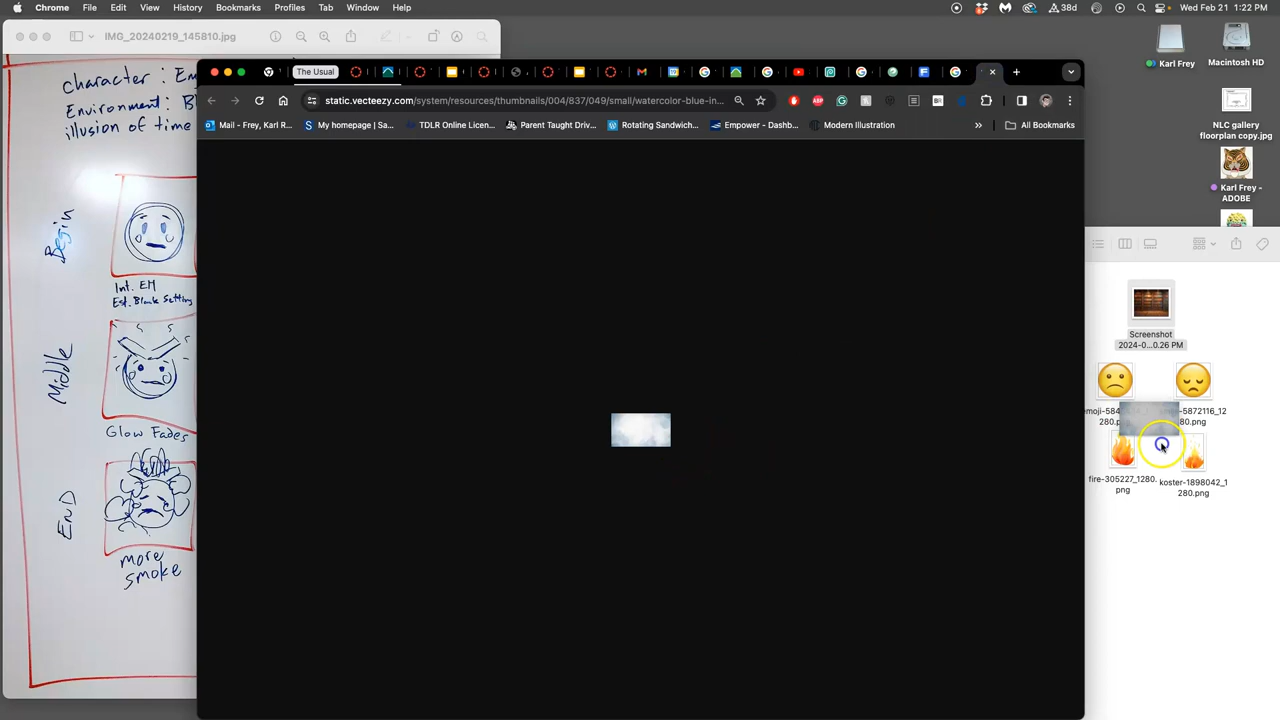 Chrome File Edit View History Bookmarks Profiles Tab Window Help
38d
Wed Feb 21 1:22 PM
IMG_20240219_145810.jpg
The Usual
static.vecteezy.com/system/resources/thumbnails/004/837/049/small/watercolor-blue-in...
Mail - Frey, Karl R...
My homepage | Sa...
TDLR Online Licen...
Parent Taught Driv...
Rotating Sandwich...
Empower - Dashb...
Modern Illustration
All Bookmarks
character : Em
Environment: Bl
illusion of time
Begin
Int. EM
Est. Blank Setting
Middle
Glow Fades
END
more
smoke
Karl Frey
Macintosh HD
NLC gallery
floorplan copy.jpg
Karl Frey -
ADOBE
Screenshot
2024-0...0.26 PM
fire-305227_1280.
png
koster-1898042_1
280.png